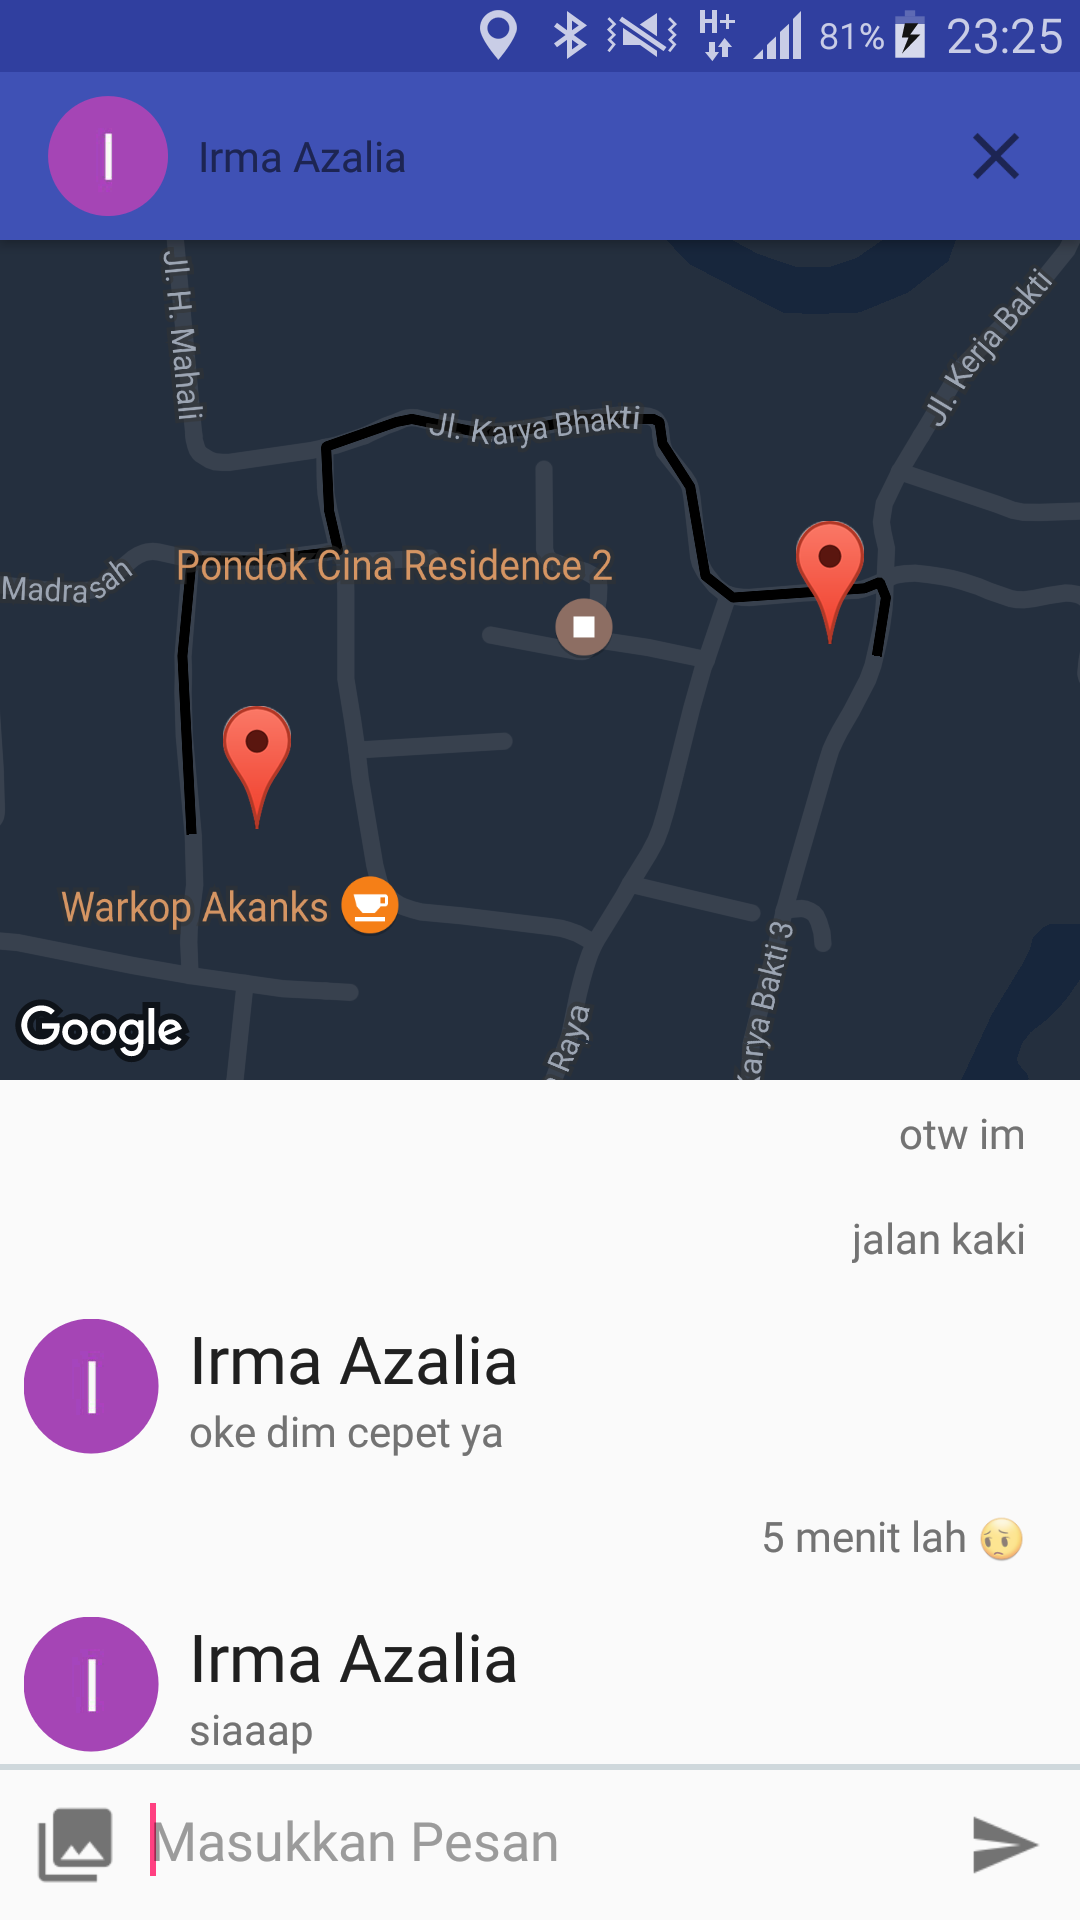 81% 23:25
I Irma Azalia
Jl. H. Mahali
Jl. Kerja Bakti
Jl. Karya Bhakti
Pondok Cina Residence 2
Madrasah
Warkop Akanks
Karya Bakti 3
Raya
Google
otw im
jalan kaki
I Irma Azalia
oke dim cepet ya
5 menit lah 😔
I Irma Azalia
siaaap
Masukkan Pesan